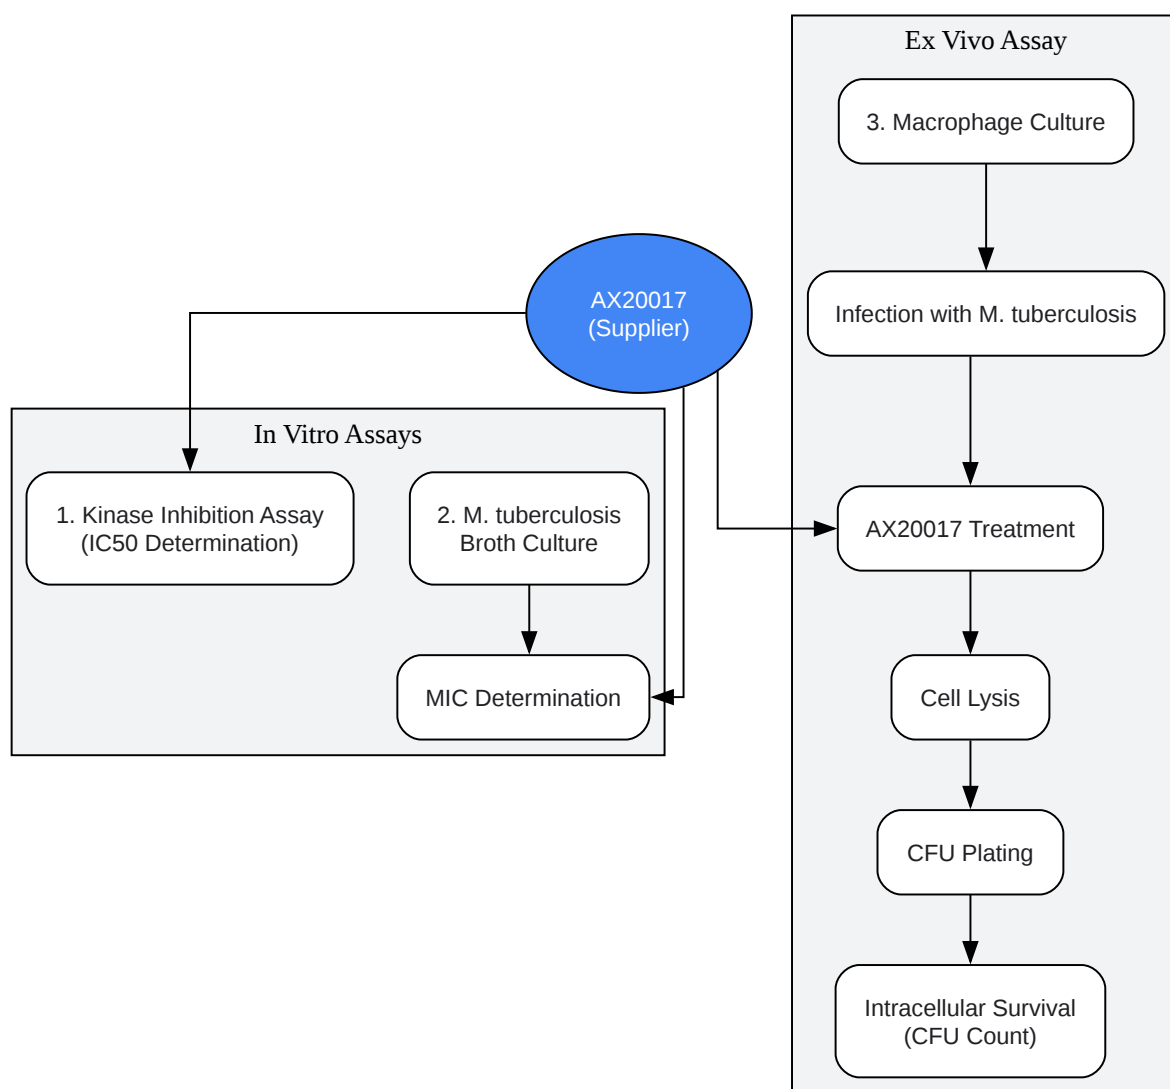 Ex Vivo Assay
3. Macrophage Culture
Infection with M. tuberculosis
AX20017
(Supplier)
In Vitro Assays
1. Kinase Inhibition Assay
(IC50 Determination)
2. M. tuberculosis
Broth Culture
MIC Determination
AX20017 Treatment
Cell Lysis
CFU Plating
Intracellular Survival
(CFU Count)